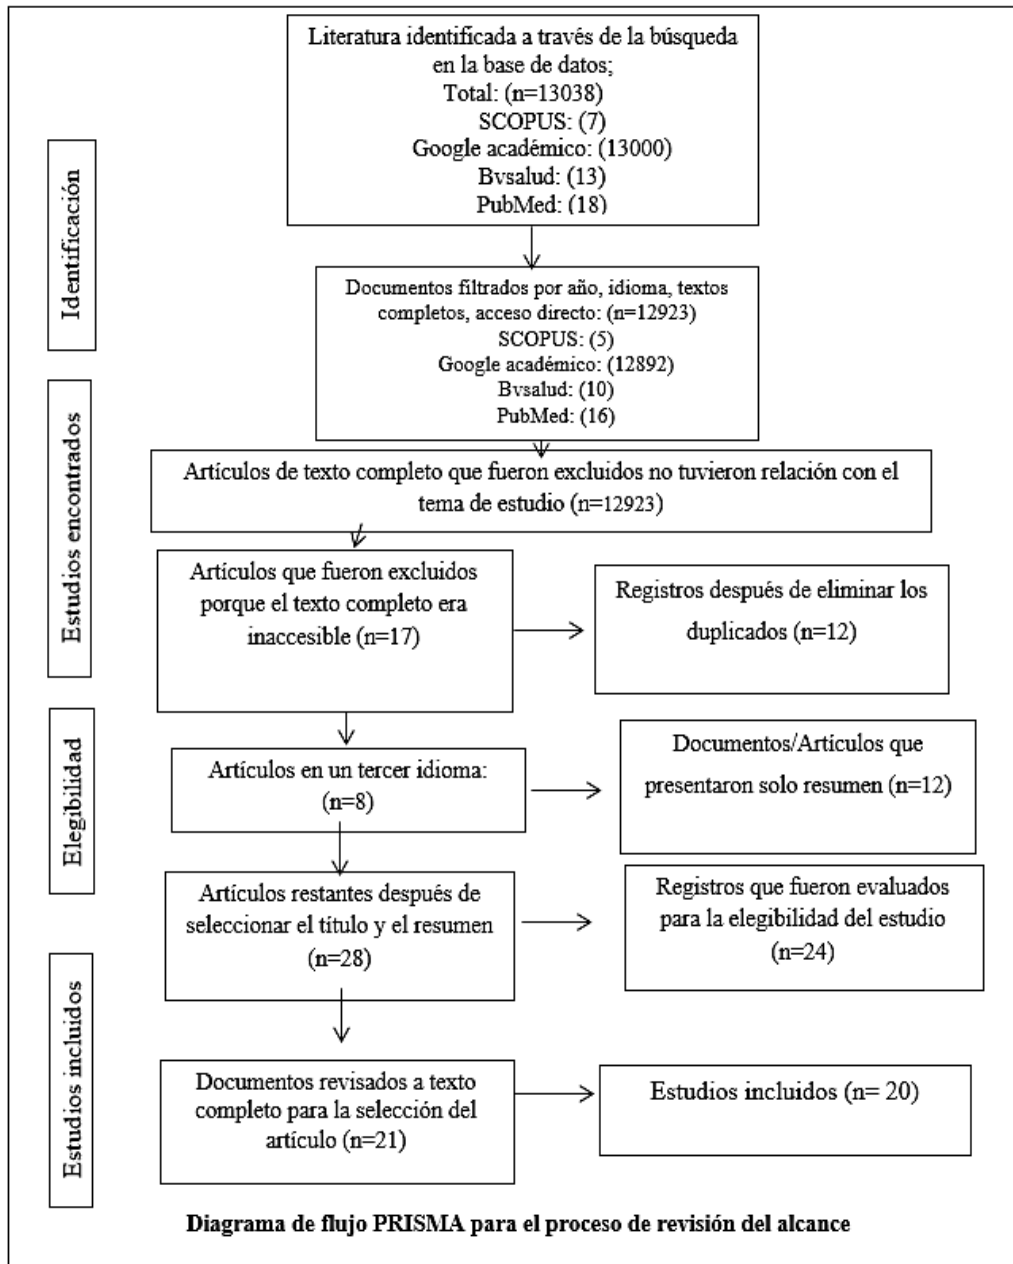 Literatura identificada a través de la búsqueda
en la base de datos;
Total: (n=13038)
SCOPUS: (7)
Google académico: (13000)
Bvsalud: (13)
PubMed: (18)
Identificación
Documentos filtrados por año, idioma, textos
completos, acceso directo: (n=12923)
SCOPUS: (5)
Google académico: (12892)
Bvsalud: (10)
PubMed: (16)
Estudios encontrados
Artículos de texto completo que fueron excluidos no tuvieron relación con el
tema de estudio (n=12923)
Artículos que fueron excluidos
porque el texto completo era
inaccesible (n=17)
Registros después de eliminar los
duplicados (n=12)
Elegibilidad
Artículos en un tercer idioma:
(n=8)
Documentos/Artículos que
presentaron solo resumen (n=12)
Artículos restantes después de
seleccionar el título y el resumen
(n=28)
Registros que fueron evaluados
para la elegibilidad del estudio
(n=24)
Estudios incluidos
Documentos revisados a texto
completo para la selección del
artículo (n=21)
Estudios incluidos (n= 20)
Diagrama de flujo PRISMA para el proceso de revisión del alcance